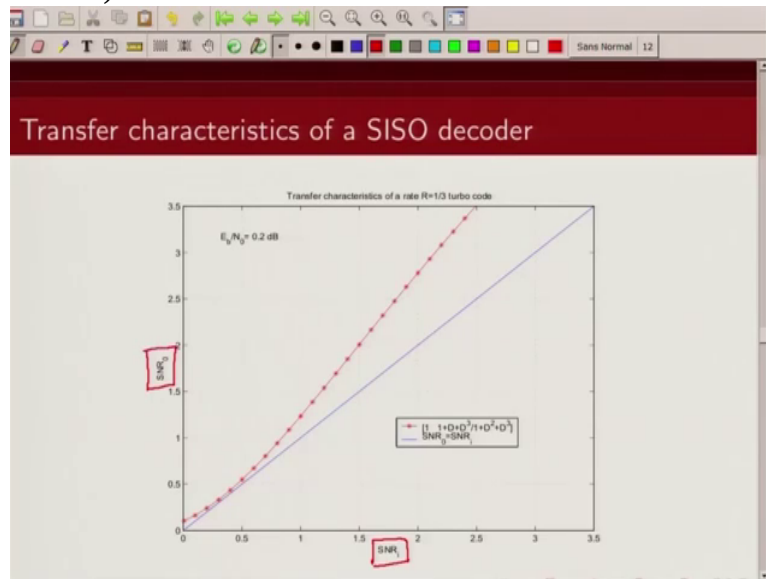 T
Sans Normal 12
Transfer characteristics of a SISO decoder
Transfer characteristics of a rate R=1/3 turbo code
E_b/N_0= 0.2 dB
3.5
3
2.5
2
SNR_0
1.5
1
0.5
0
[1 1+D+D^3/1+D^2+D^3]
SNR_0=SNR_i
0 0.5 1 1.5 2 2.5 3 3.5
SNR_i